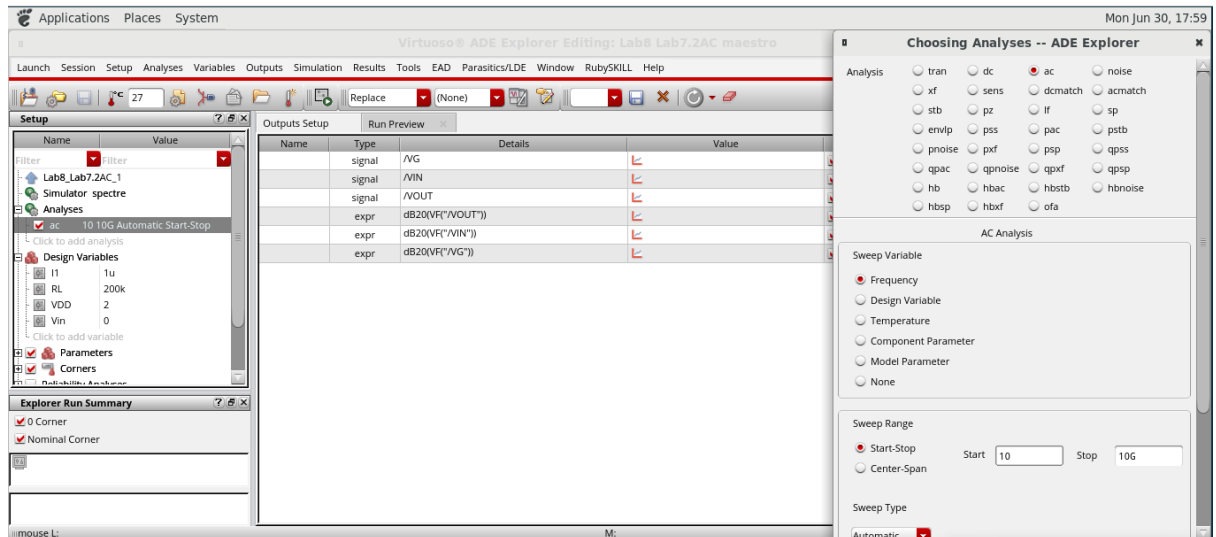 Applications Places System Mon Jun 30, 17:59
Virtuoso® ADE Explorer Editing: Lab8 Lab7.2AC maestro
Launch Session Setup Analyses Variables Outputs Simulation Results Tools EAD Parasitics/LDE Window RubySKILL Help
°C 27 Replace (None)
Setup
Name Value
Filter Filter
Lab8_Lab7.2AC_1
Simulator spectre
Analyses
ac 10 10G Automatic Start-Stop
Click to add analysis
Design Variables
I1 1u
RL 200k
VDD 2
Vin 0
Click to add variable
Parameters
Corners
Reliability Analyses
Explorer Run Summary
0 Corner
Nominal Corner
mouse L: M:
Outputs Setup Run Preview
Name Type Details Value
signal /VG
signal /VIN
signal /VOUT
expr dB20(VF("/VOUT"))
expr dB20(VF("/VIN"))
expr dB20(VF("/VG"))
Choosing Analyses -- ADE Explorer
Analysis tran dc ac noise
xf sens dcmatch acmatch
stb pz lf sp
envlp pss pac pstb
pnoise pxf psp qpss
qpac qpnoise qpxf qpsp
hb hbac hbstb hbnoise
hbsp hbxf ofa
AC Analysis
Sweep Variable
Frequency
Design Variable
Temperature
Component Parameter
Model Parameter
None
Sweep Range
Start-Stop Start 10 Stop 10G
Center-Span
Sweep Type
Automatic